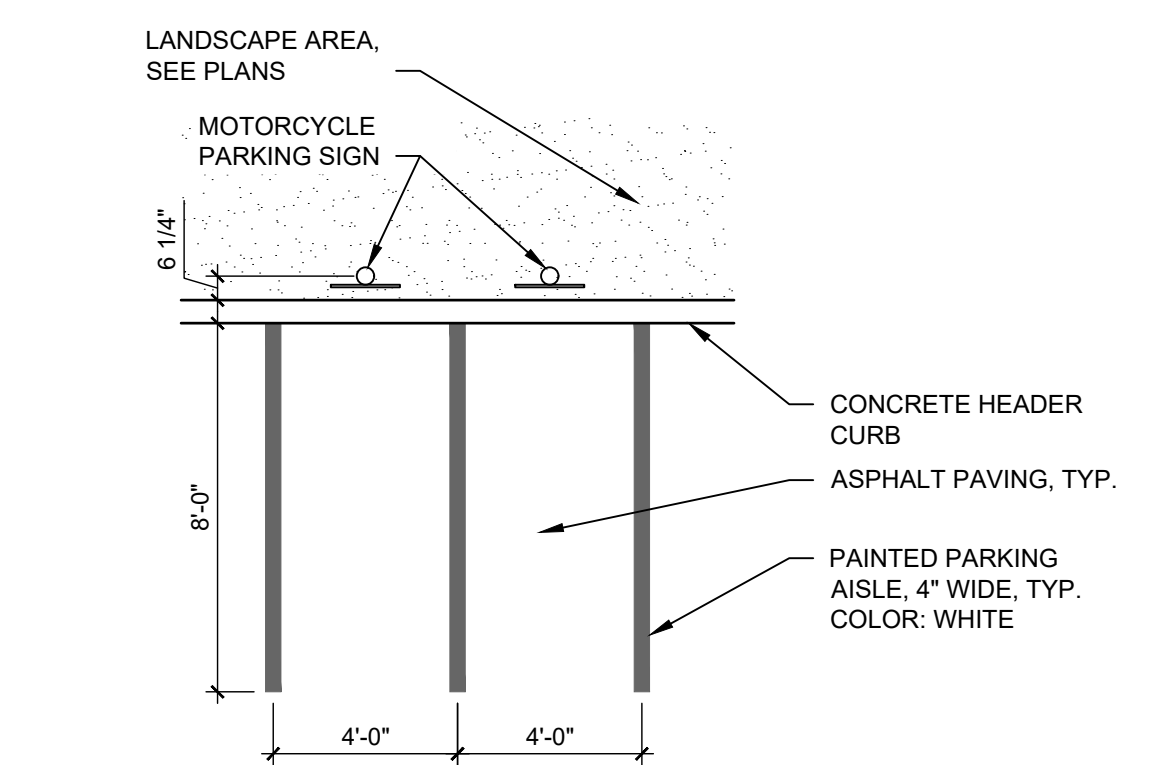 LANDSCAPE AREA,
SEE PLANS
MOTORCYCLE
PARKING SIGN
6 1/4"
8'-0"
CONCRETE HEADER
CURB
ASPHALT PAVING, TYP.
PAINTED PARKING
AISLE, 4" WIDE, TYP.
COLOR: WHITE
4'-0"
4'-0"